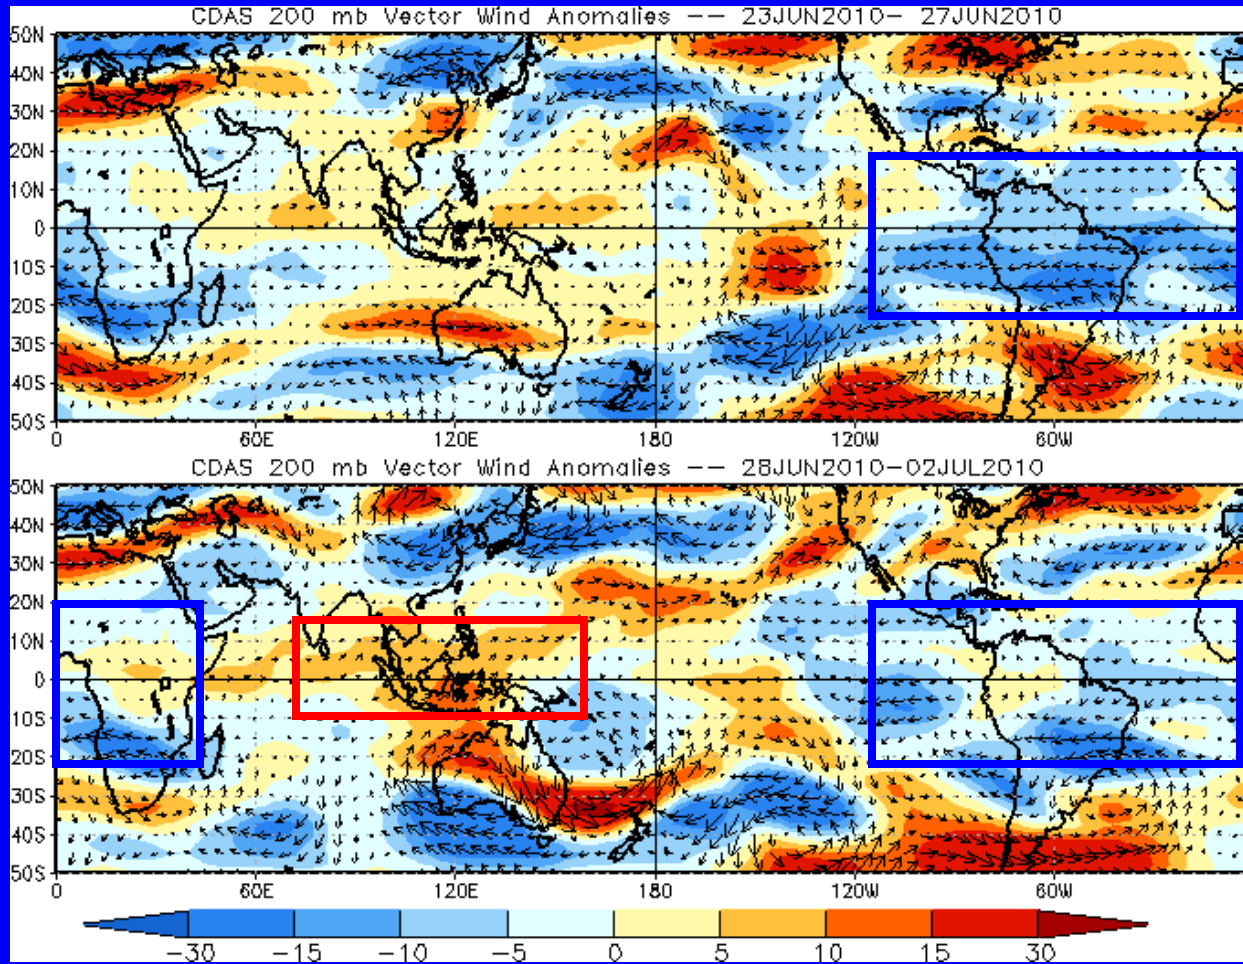 CDAS 200 mb Vector Wind Anomalies -- 23JUN2010- 27JUN2010
50N
40N
30N
20N
10N
0
10S
20S
30S
40S
50S
0 60E 120E 180 120W 60W
CDAS 200 mb Vector Wind Anomalies -- 28JUN2010-02JUL2010
50N
40N
30N
20N
10N
0
10S
20S
30S
40S
50S
0 60E 120E 180 120W 60W
-30 -15 -10 -5 0 5 10 15 30